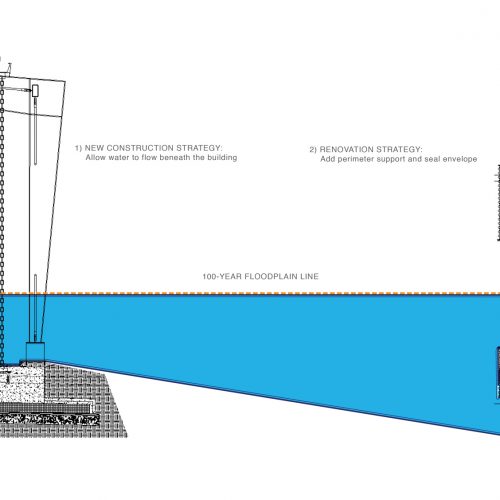 1) NEW CONSTRUCTION STRATEGY:
Allow water to flow beneath the building
2) RENOVATION STRATEGY:
Add perimeter support and seal envelope
100-YEAR FLOODPLAIN LINE